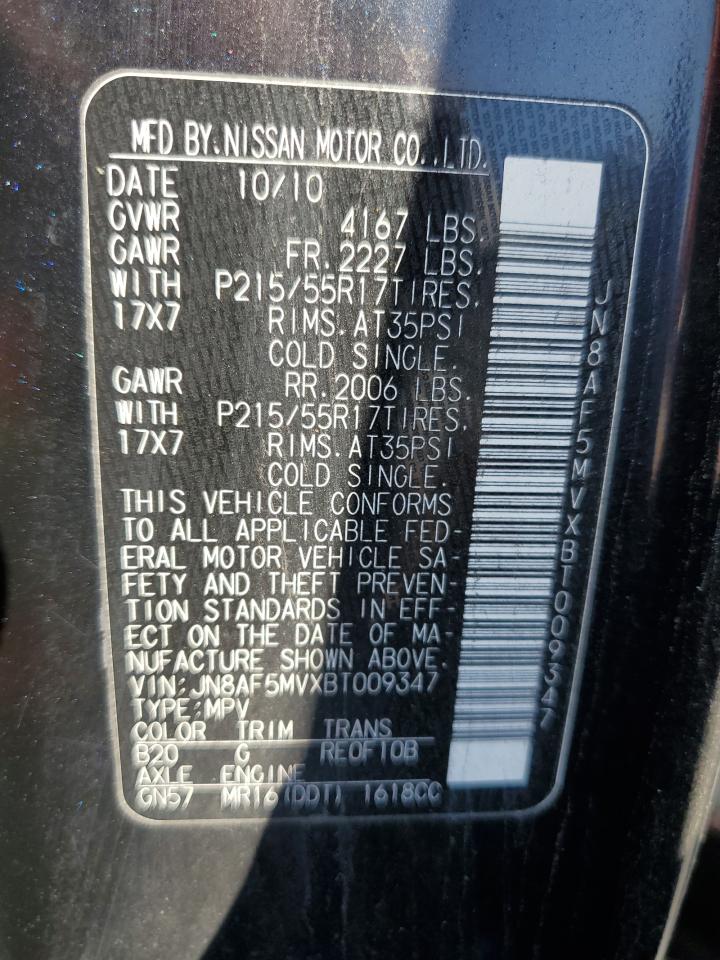 MFD BY: NISSAN MOTOR CO., LTD.
DATE 10/10
GVWR 4167 LBS.
GAWR FR. 2227 LBS.
WITH P215/55R17TIRES.
17X7 RIMS. AT35PSI
COLD SINGLE.
GAWR RR. 2006 LBS.
WITH P215/55R17TIRES.
17X7 RIMS. AT35PSI
COLD SINGLE.
THIS VEHICLE CONFORMS
TO ALL APPLICABLE FED-
ERAL MOTOR VEHICLE SA-
FETY AND THEFT PREVEN-
TION STANDARDS IN EFF-
ECT ON THE DATE OF MA-
NUFACTURE SHOWN ABOVE.
VIN: JN8AF5MVXBT009347
TYPE: MPV
COLOR TRIM TRANS
B20 G RE0F10B
AXLE ENGINE
GN57 MR16(DDT) 1618CC
JN8AF5MVXBT009347